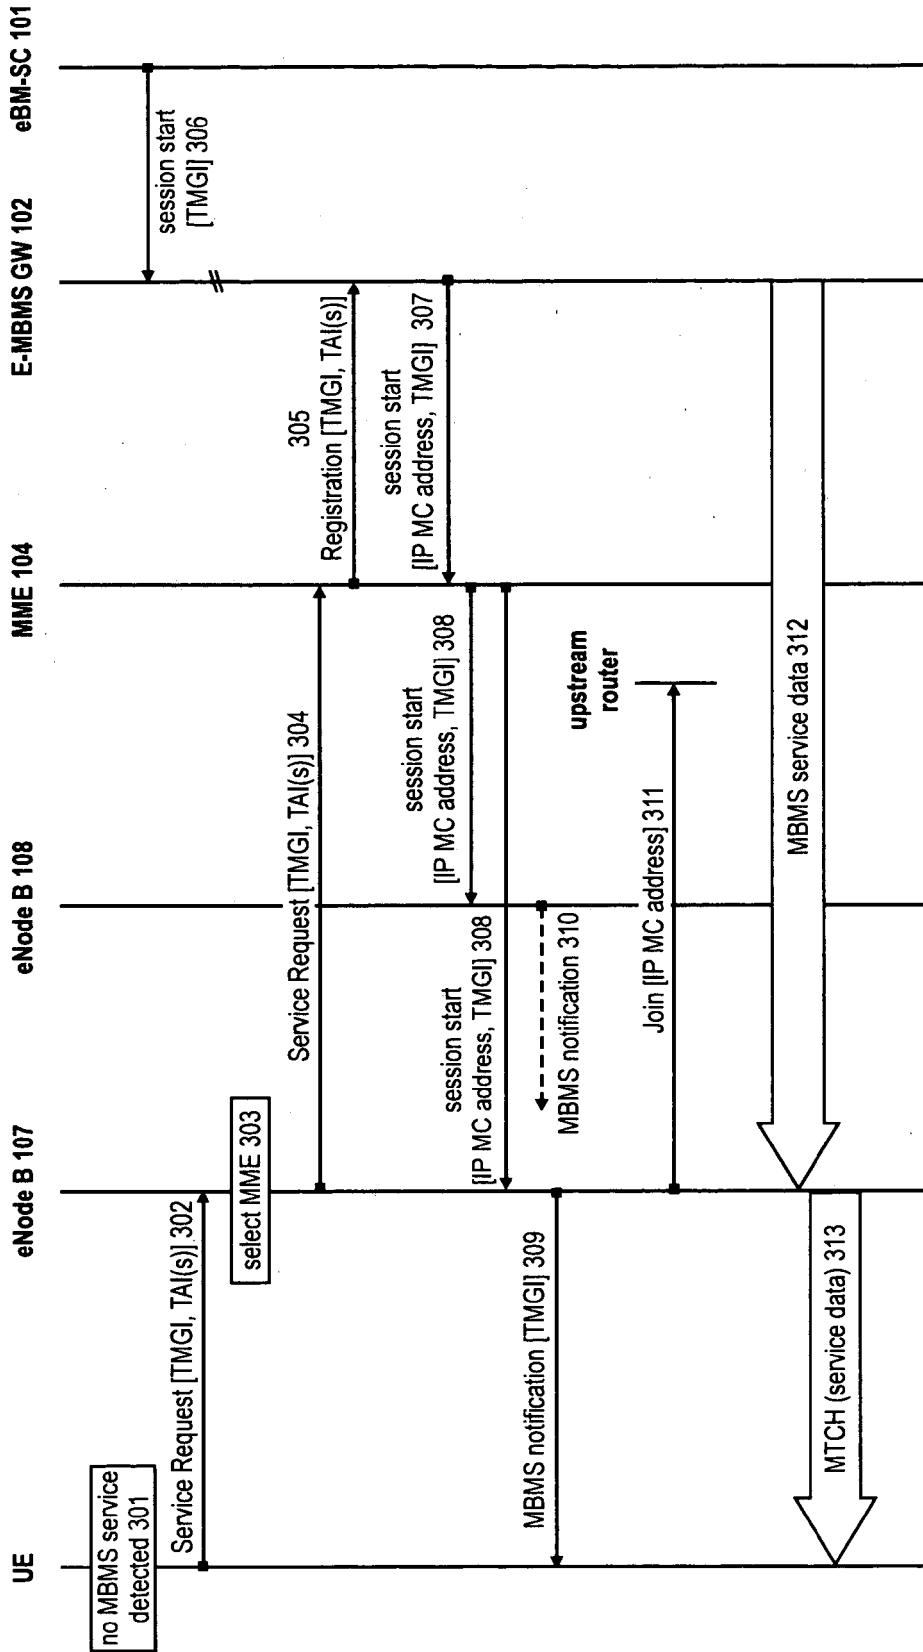 UE
eNode B 107
eNode B 108
MME 104
E-MBMS GW 102
eBM-SC 101
no MBMS service
detected 301
Service Request [TMGI, TAI(s)] 302
select MME 303
Service Request [TMGI, TAI(s)] 304
305
Registration [TMGI, TAI(s)]
session start
[TMGI] 306
session start
[IP MC address, TMGI] 307
session start
[IP MC address, TMGI] 308
session start
[IP MC address, TMGI] 308
MBMS notification [TMGI] 309
MBMS notification 310
upstream
router
Join [IP MC address] 311
MBMS service data 312
MTCH (service data) 313